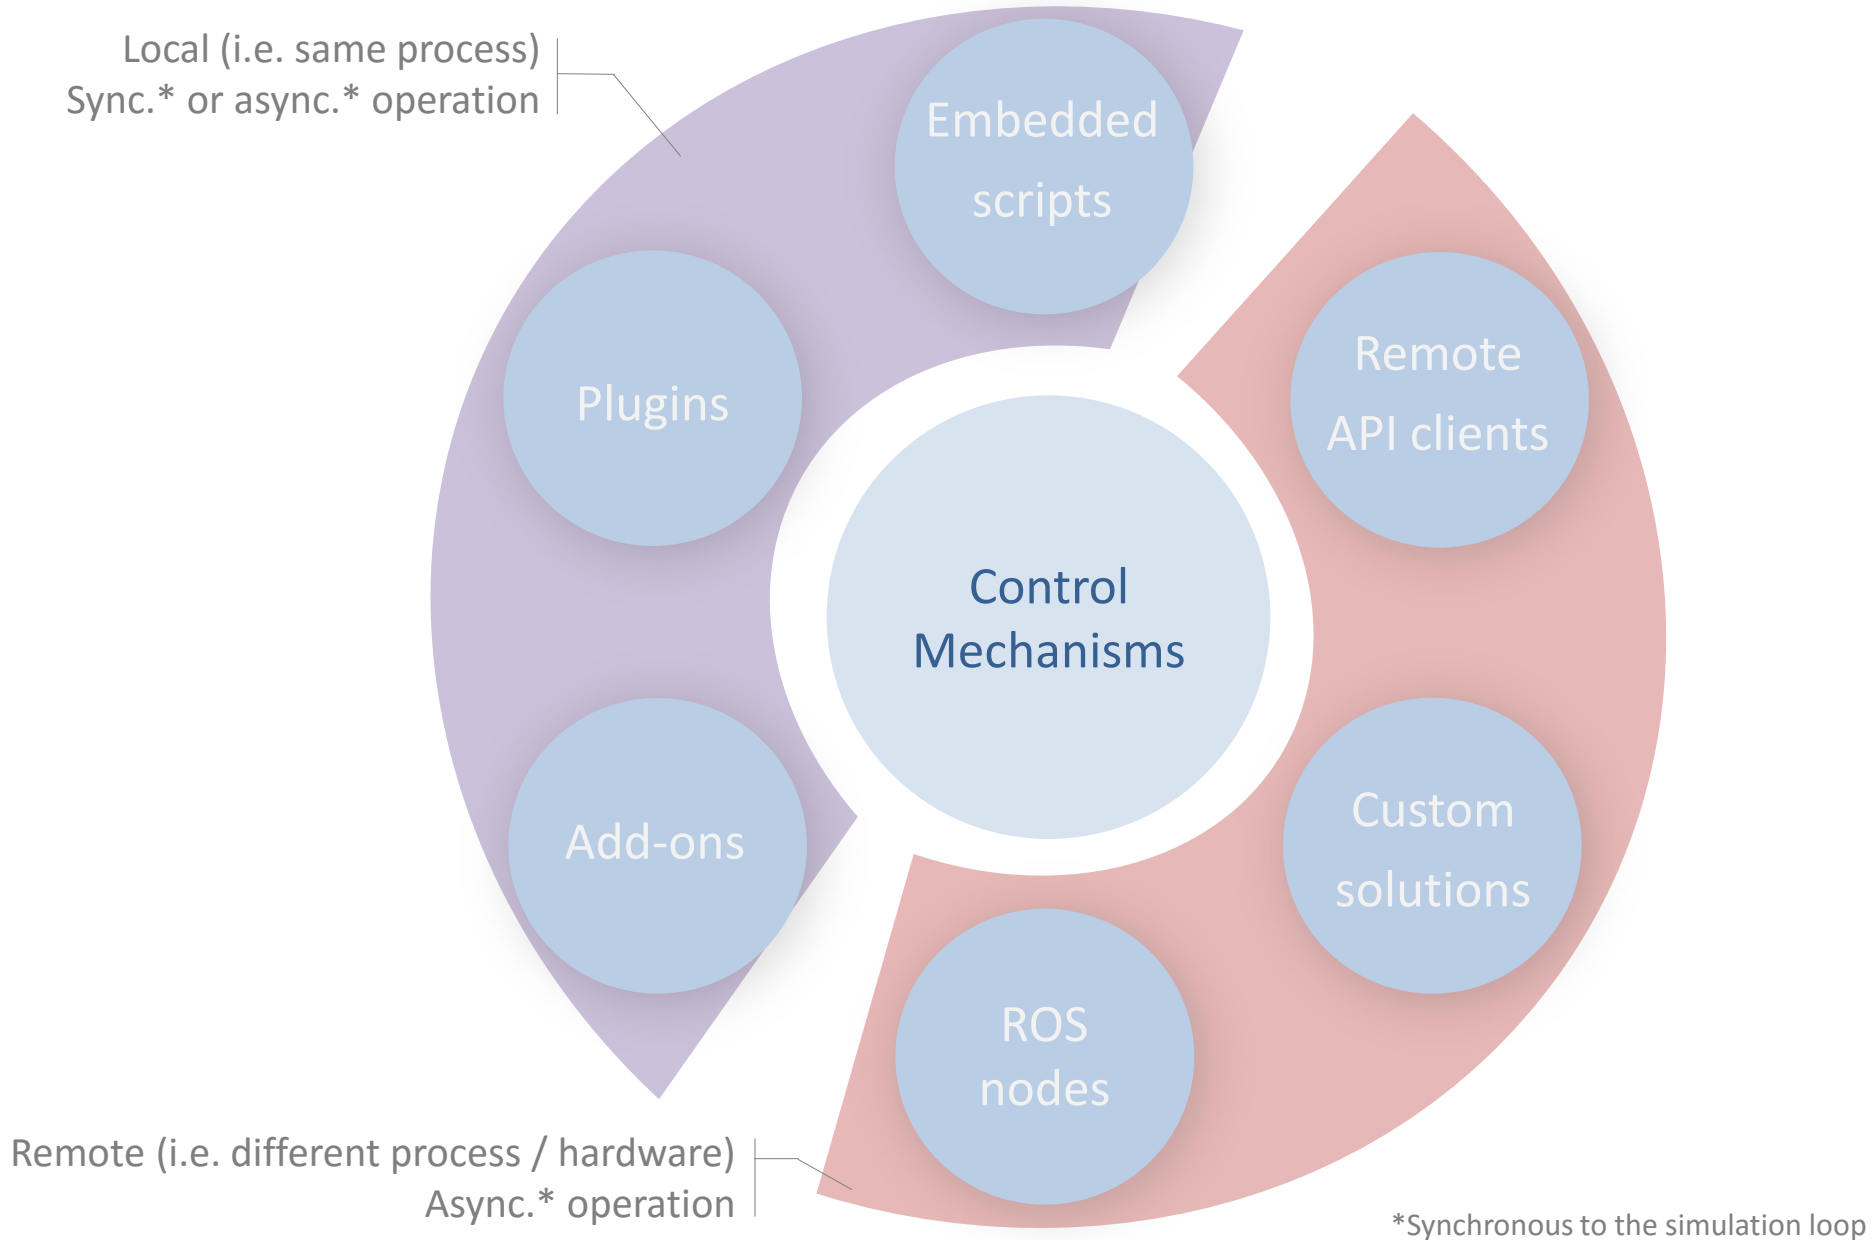 Local (i.e. same process)
Sync.* or async.* operation
Embedded
scripts
Plugins
Add-ons
Control
Mechanisms
Remote
API clients
Custom
solutions
ROS
nodes
Remote (i.e. different process / hardware)
Async.* operation
*Synchronous to the simulation loop